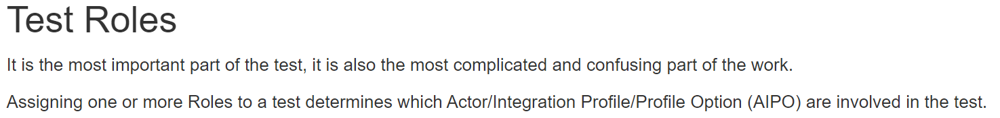 Test Roles
It is the most important part of the test, it is also the most complicated and confusing part of the work.
Assigning one or more Roles to a test determines which Actor/Integration Profile/Profile Option (AIPO) are involved in the test.